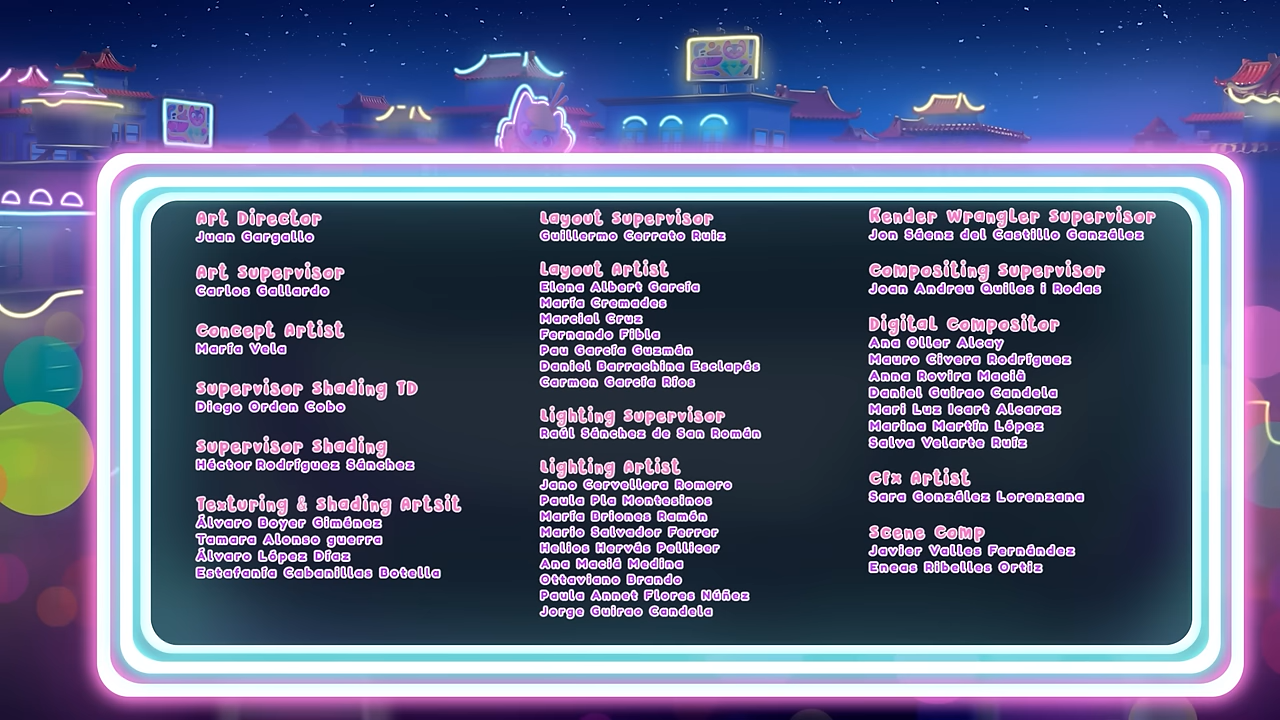 Art Director
Juan Gargallo
Art Supervisor
Carlos Gallardo
Concept Artist
María Vela
Supervisor Shading TD
Diego Orden Cobo
Supervisor Shading
Héctor Rodríguez Sánchez
Texturing & Shading Artsit
Álvaro Boyer Giménez
Tamara Alonso guerra
Álvaro López Díaz
Estafanía Cabanillas Botella
Layout Supervisor
Guillermo Cerrato Ruiz
Layout Artist
Elena Albert García
María Cremades
Marcial Cruz
Fernando Fibla
Pau García Guzmán
Daniel Barrachina Esclapés
Carmen García Ríos
Lighting Supervisor
Raúl Sánchez de San Román
Lighting Artist
Jano Cervellera Romero
Paula Pla Montesinos
María Briones Ramón
Mario Salvador Ferrer
Helios Hervás Pellicer
Ana Maciá Medina
Ottaviano Brando
Paula Annet Flores Núñez
Jorge Guirao Candela
Render Wrangler Supervisor
Jon Sáenz del Castillo Ganzález
Compositing Supervisor
Joan Andreu Quiles i Rodas
Digital Compositor
Ana Oller Alcay
Mauro Civera Rodríguez
Anna Rovira Macià
Daniel Guirao Candela
Mari Luz Icart Alcaraz
Marina Martín López
Salva Velarte Ruíz
Cfx Artist
Sara González Lorenzana
Scene Comp
Javier Valles Fernández
Eneas Ribelles Ortiz